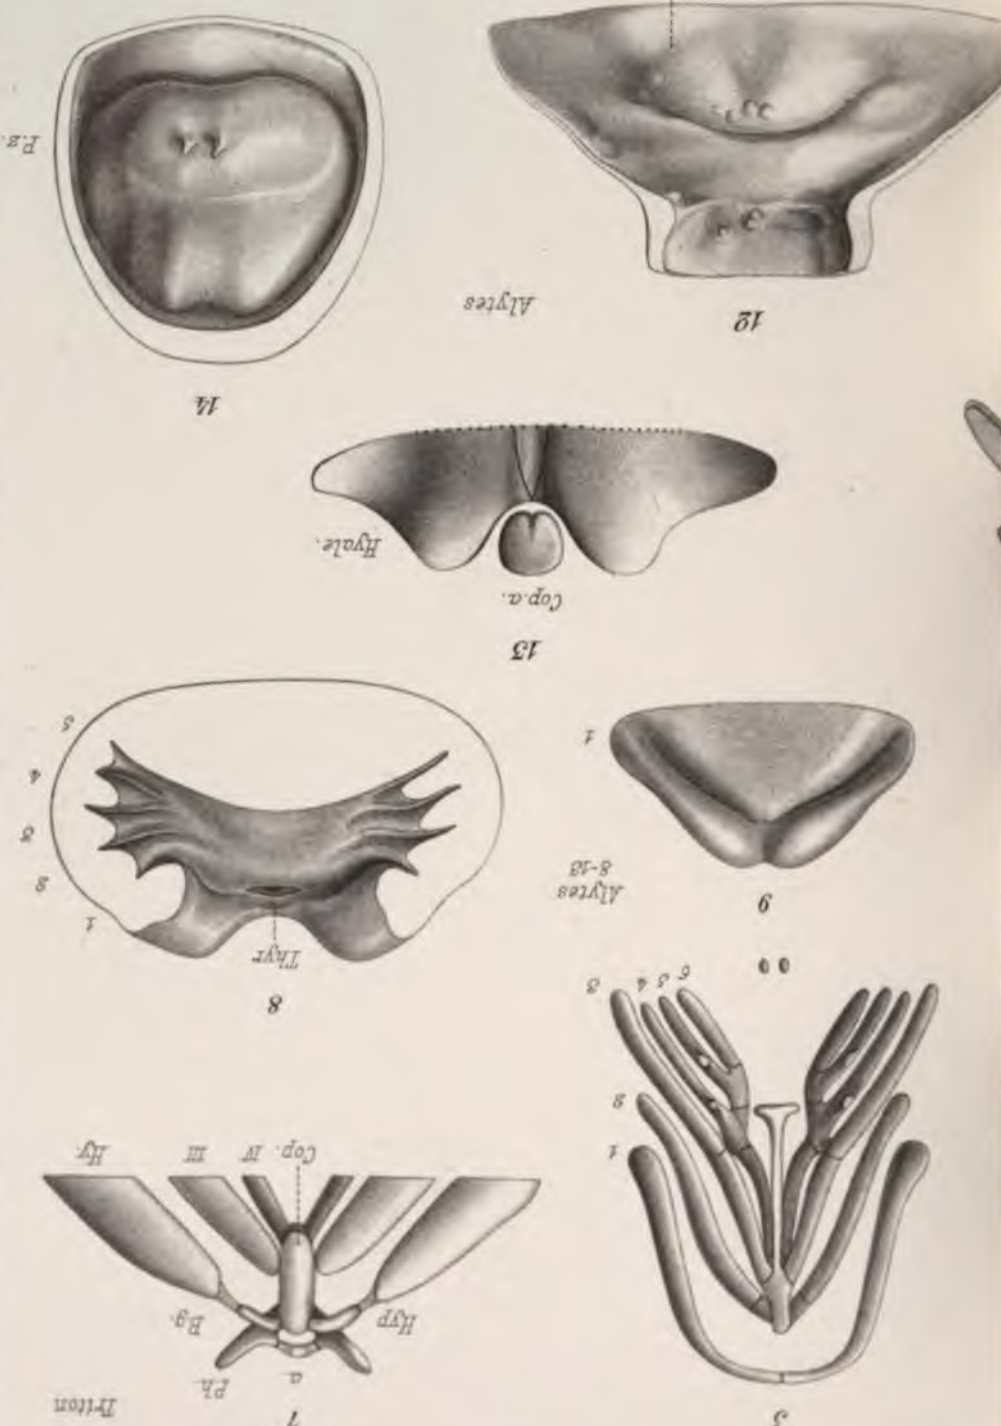 5
7
Triton
a.
Ph.
Hyp
B.g.
1
2
3
4 5 6
Cop. IV III Hy.
8
Thyr
1
2
3
4
5
9
Alytes
8-13
1
13
Cop.a.
Hyale.
12
14
Alytes
P.z.